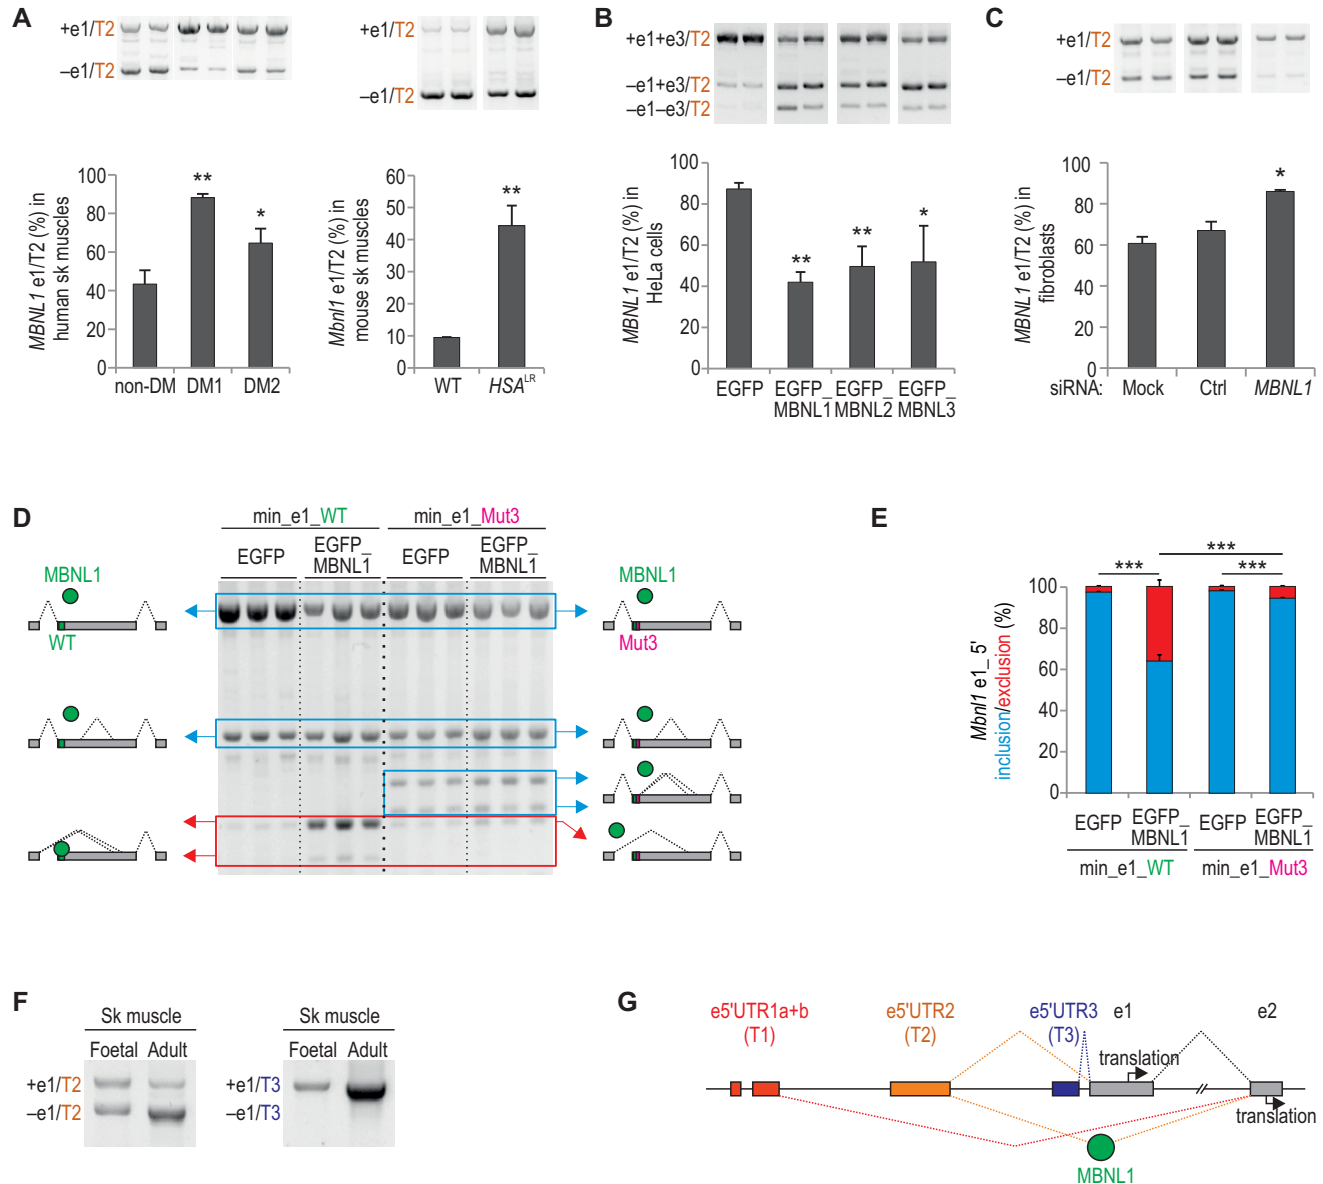 A
+e1/T2
–e1/T2
+e1/T2
–e1/T2
MBNL1 e1/T2 (%) in
human sk muscles
100
80
60
40
20
0
non-DM
DM1
DM2
**
*
Mbnl1 e1/T2 (%) in
mouse sk muscles
60
50
40
30
20
10
0
WT
HSA^LR
**
B
+e1+e3/T2
–e1+e3/T2
–e1–e3/T2
MBNL1 e1/T2 (%) in
HeLa cells
100
80
60
40
20
0
**
**
*
EGFP
EGFP_
MBNL1
EGFP_
MBNL2
EGFP_
MBNL3
C
+e1/T2
–e1/T2
MBNL1 e1/T2 (%) in
fibroblasts
100
80
60
40
20
0
*
siRNA:
Mock
Ctrl
MBNL1
D
min_e1_WT
min_e1_Mut3
EGFP
EGFP_
MBNL1
EGFP
EGFP_
MBNL1
MBNL1
WT
MBNL1
Mut3
E
Mbnl1 e1_ 5'
inclusion/exclusion (%)
100
80
60
40
20
0
***
***
***
EGFP
EGFP_
MBNL1
EGFP
EGFP_
MBNL1
min_e1_WT
min_e1_Mut3
F
Sk muscle
Foetal Adult
+e1/T2
–e1/T2
Sk muscle
Foetal Adult
+e1/T3
–e1/T3
G
e5'UTR1a+b
(T1)
e5'UTR2
(T2)
e5'UTR3
(T3)
e1
e2
translation
//
translation
MBNL1